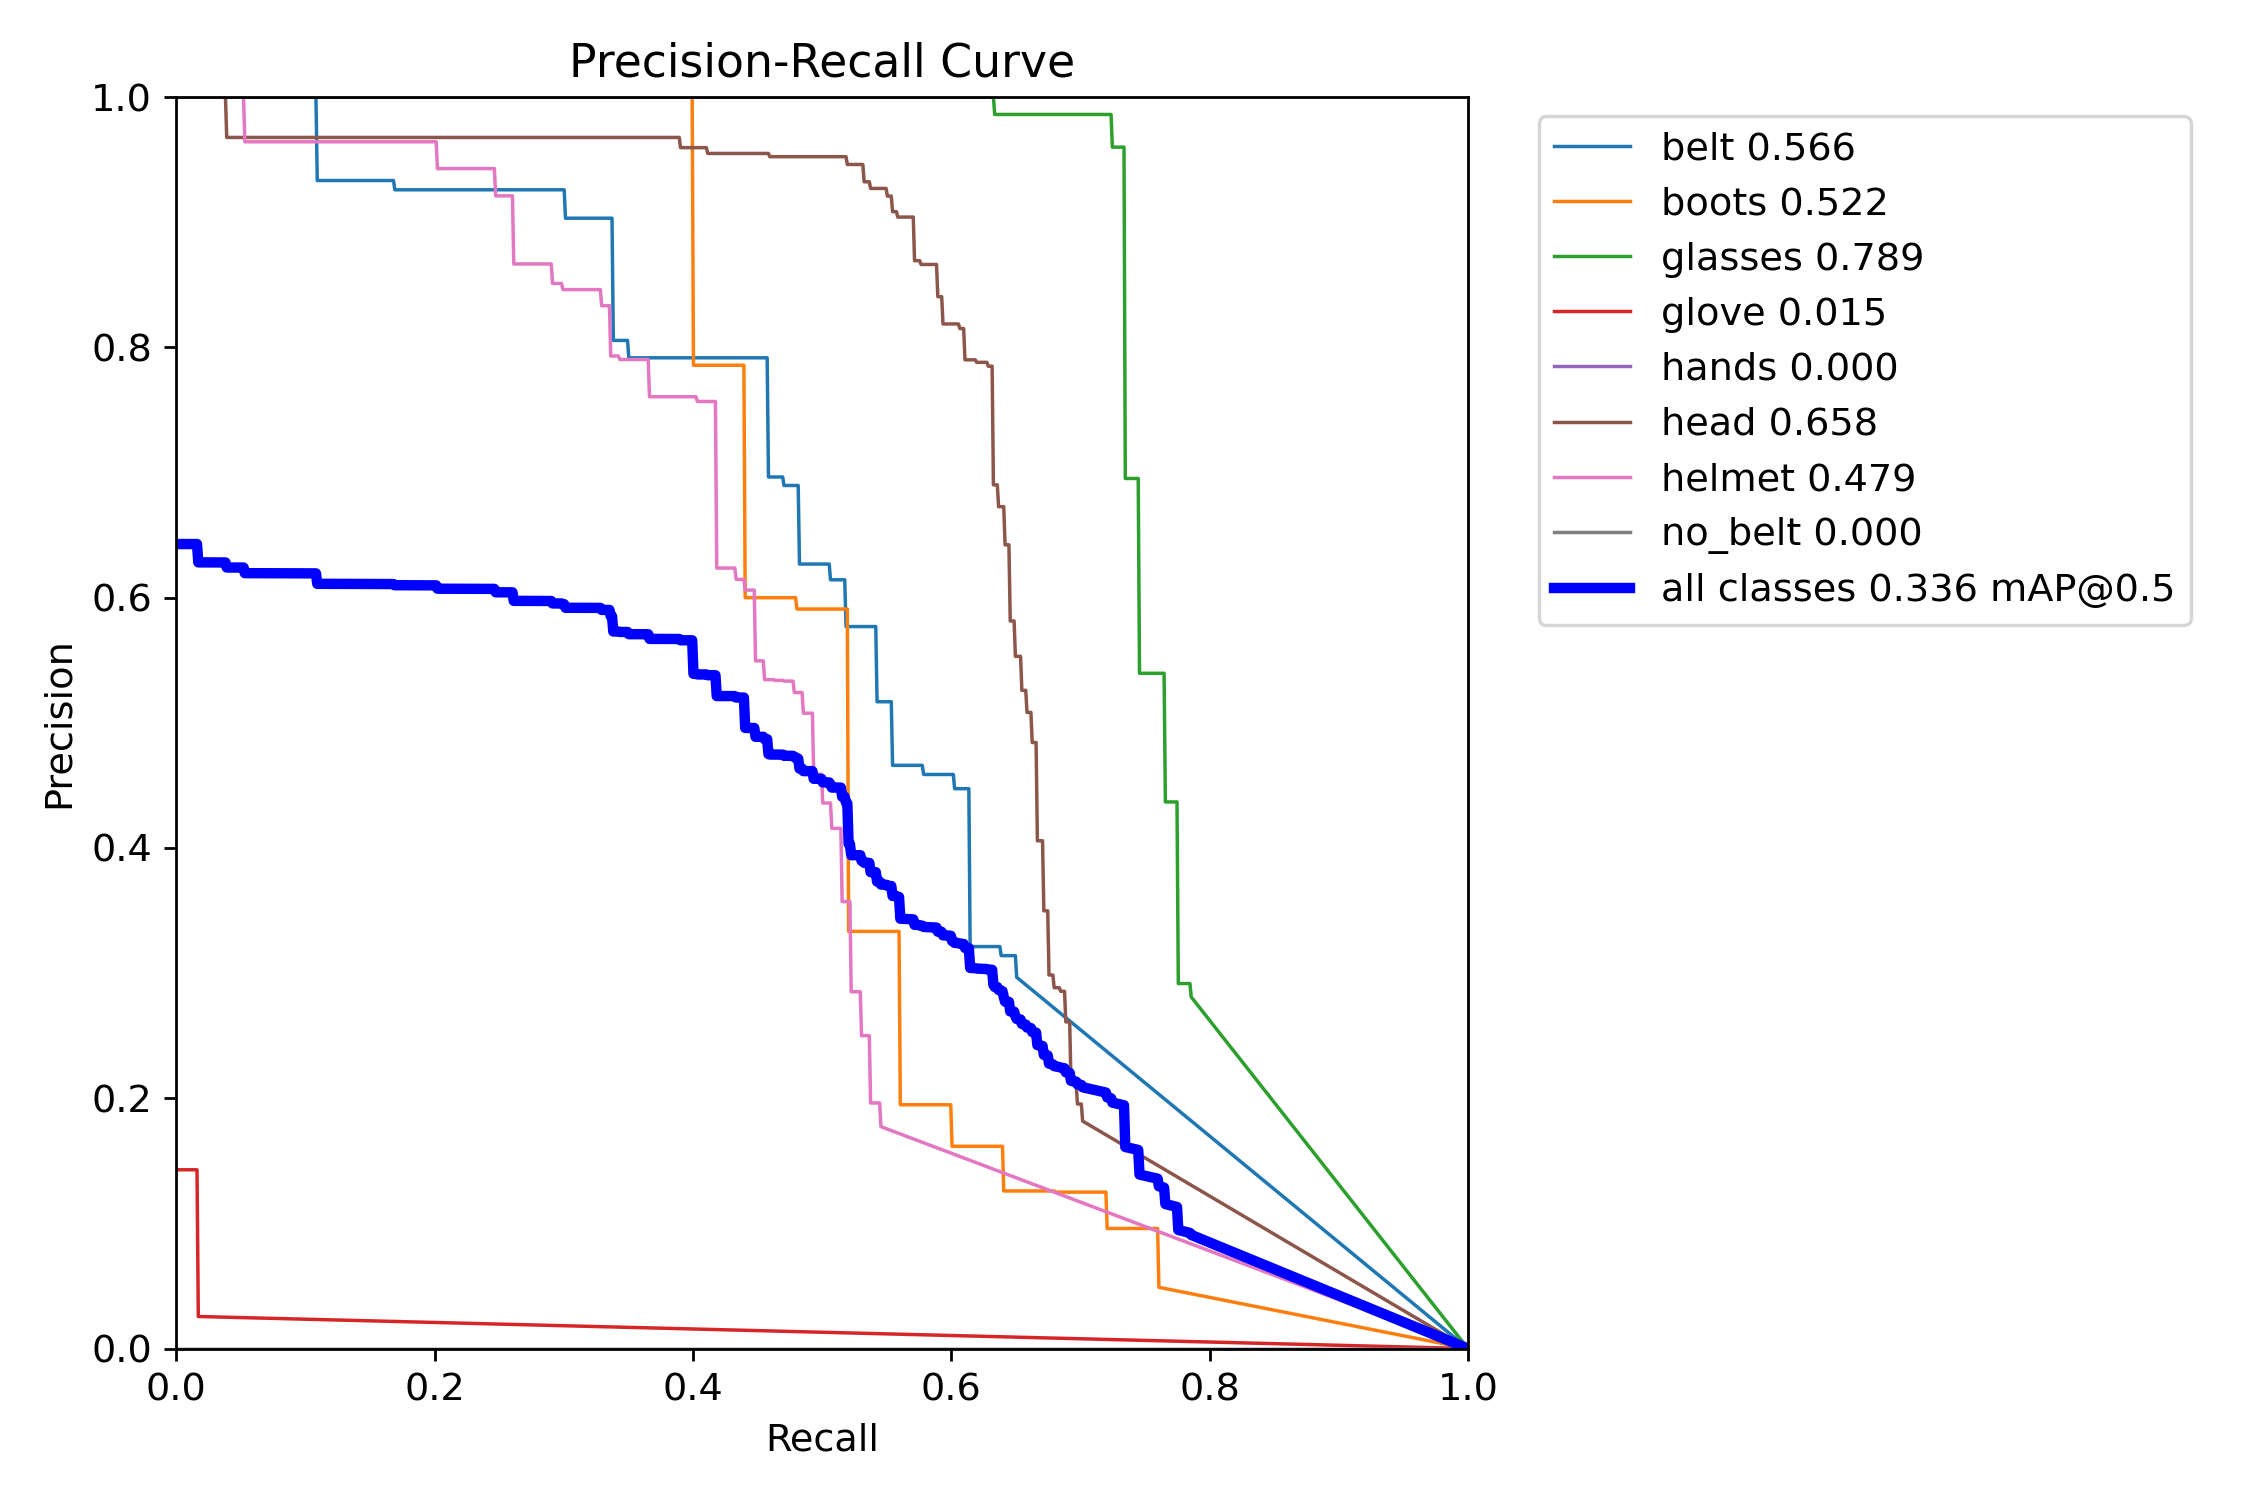 Precision-Recall Curve
1.0
0.8
0.6
0.4
0.2
0.0
Precision
0.0 0.2 0.4 0.6 0.8 1.0
Recall
belt 0.566
boots 0.522
glasses 0.789
glove 0.015
hands 0.000
head 0.658
helmet 0.479
no_belt 0.000
all classes 0.336 mAP@0.5